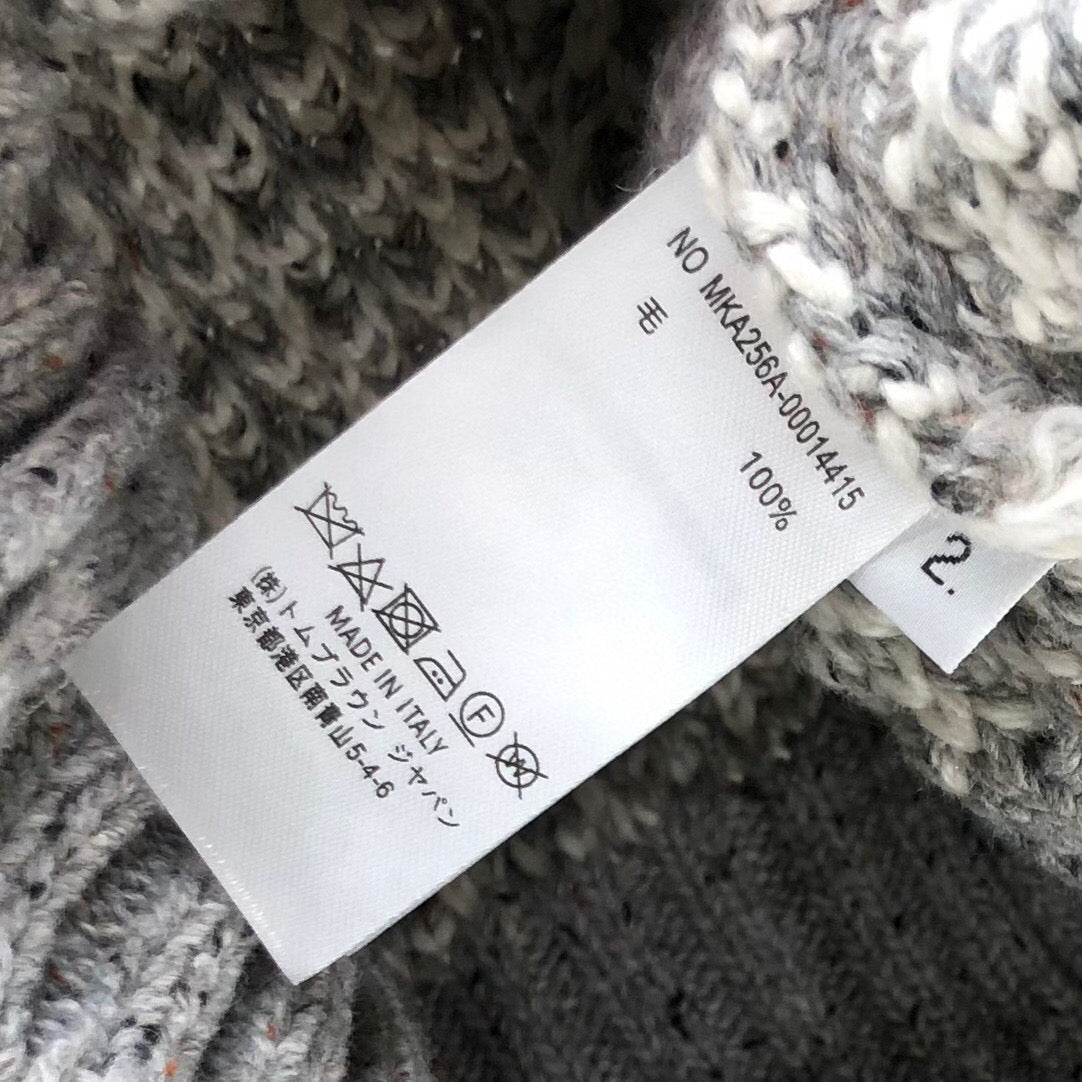 NO MKA256A-00014415
毛 100%
F W
MADE IN ITALY
(株)トムブラウン ジャパン
東京都港区南青山5-4-6
2.